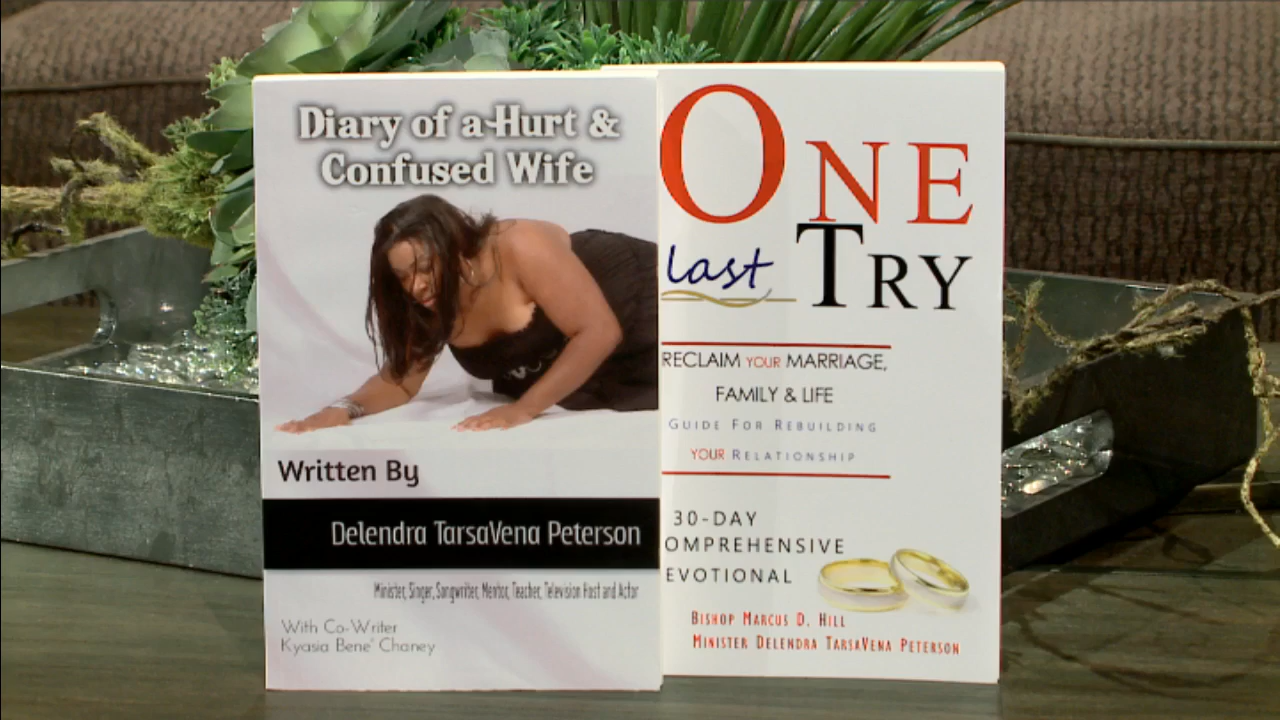 Diary of a Hurt &
Confused Wife
Written By
Delendra TarsaVena Peterson
Minister, Singer, Songwriter, Mentor, Teacher, Television Host and Actor
With Co-Writer
Kyasia Bene' Chaney
ONE
last TRY
RECLAIM YOUR MARRIAGE,
FAMILY & LIFE
GUIDE FOR REBUILDING
YOUR RELATIONSHIP
30-DAY
OMPREHENSIVE
EVOTIONAL
BISHOP MARCUS D. HILL
MINISTER DELENDRA TARSAVENA PETERSON